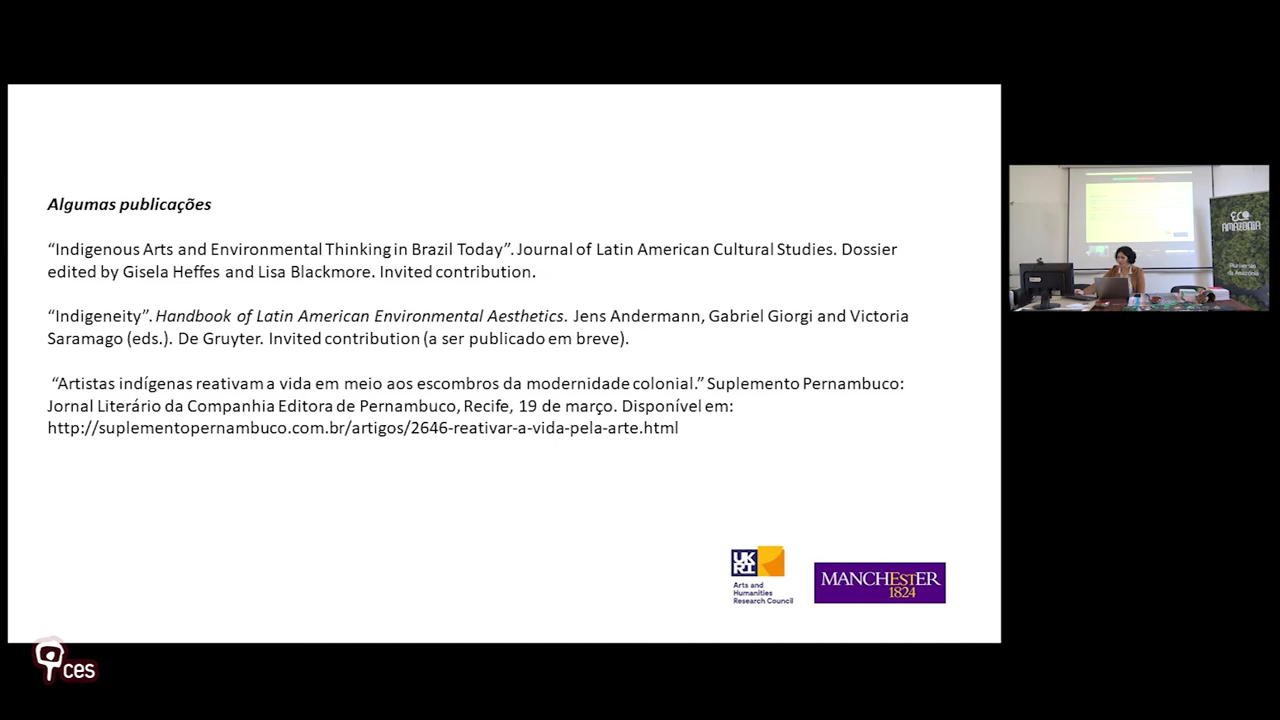 Algumas publicações
“Indigenous Arts and Environmental Thinking in Brazil Today”. Journal of Latin American Cultural Studies. Dossier
edited by Gisela Heffes and Lisa Blackmore. Invited contribution.
“Indigeneity”. Handbook of Latin American Environmental Aesthetics. Jens Andermann, Gabriel Giorgi and Victoria
Saramago (eds.). De Gruyter. Invited contribution (a ser publicado em breve).
“Artistas indígenas reativam a vida em meio aos escombros da modernidade colonial.” Suplemento Pernambuco:
Jornal Literário da Companhia Editora de Pernambuco, Recife, 19 de março. Disponível em:
http://suplementopernambuco.com.br/artigos/2646-reativar-a-vida-pela-arte.html
UK
RI
Arts and
Humanities
Research Council
MANCHESTER
1824
ces
ECO
AMAZONIA
da Amazónia